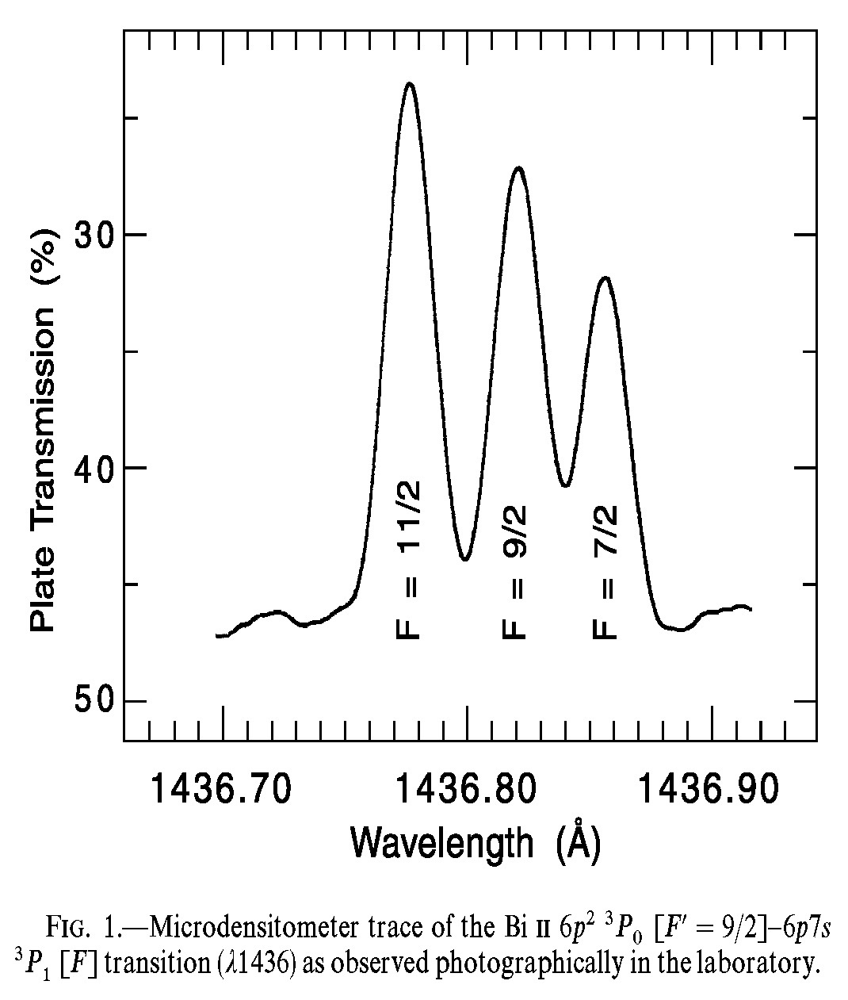 30
40
50
Plate Transmission (%)
F = 11/2
F = 9/2
F = 7/2
1436.70 1436.80 1436.90
Wavelength (Å)
FIG. 1.—Microdensitometer trace of the Bi II 6p² ³P₀ [F′ = 9/2]–6p7s
³P₁ [F] transition (λ1436) as observed photographically in the laboratory.